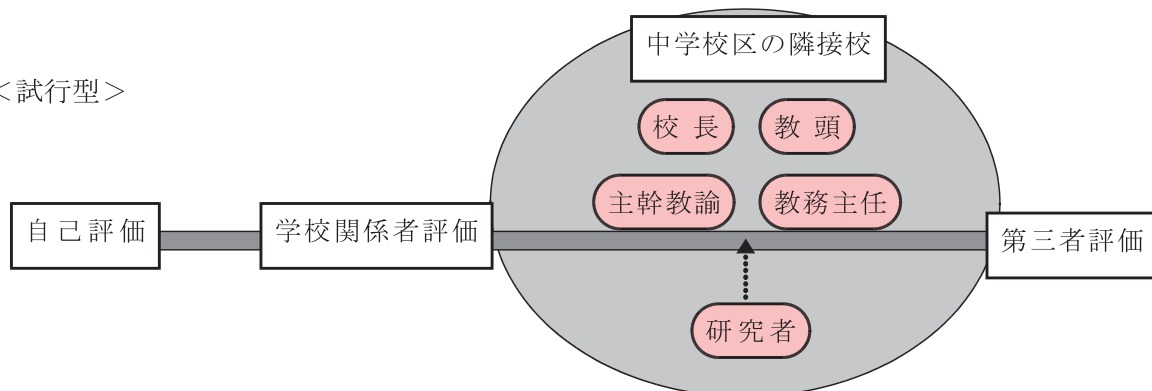 中学校区の隣接校
<試行型>
校 長
教 頭
主幹教諭
教務主任
自己評価
学校関係者評価
第三者評価
研究者